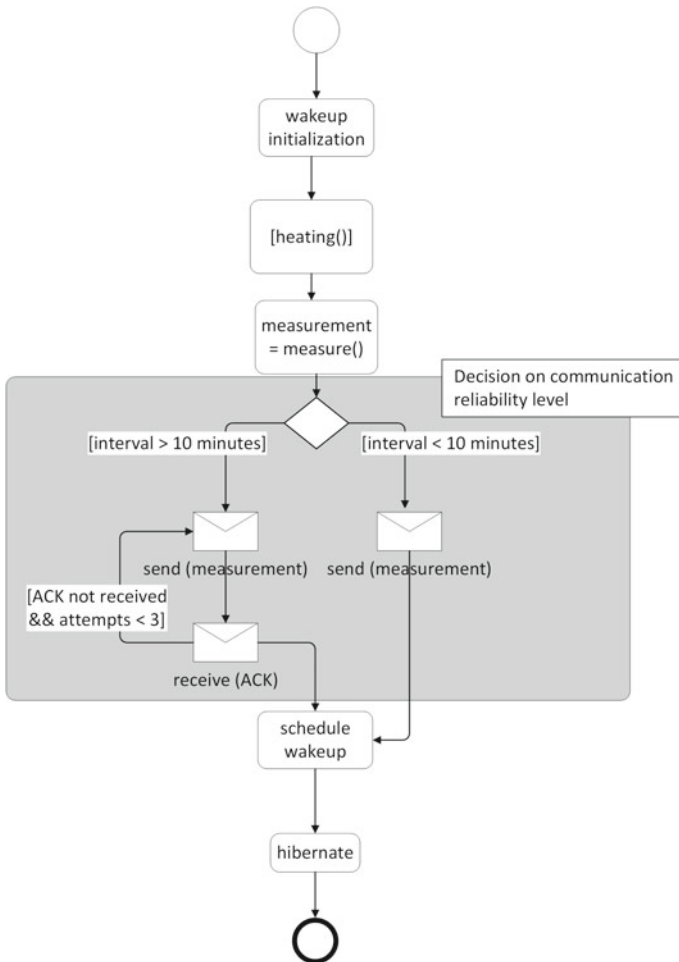 wakeup
initialization
[heating()]
measurement
= measure()
Decision on communication
reliability level
[interval > 10 minutes]
[interval < 10 minutes]
send (measurement)
send (measurement)
[ACK not received
&& attempts < 3]
receive (ACK)
schedule
wakeup
hibernate